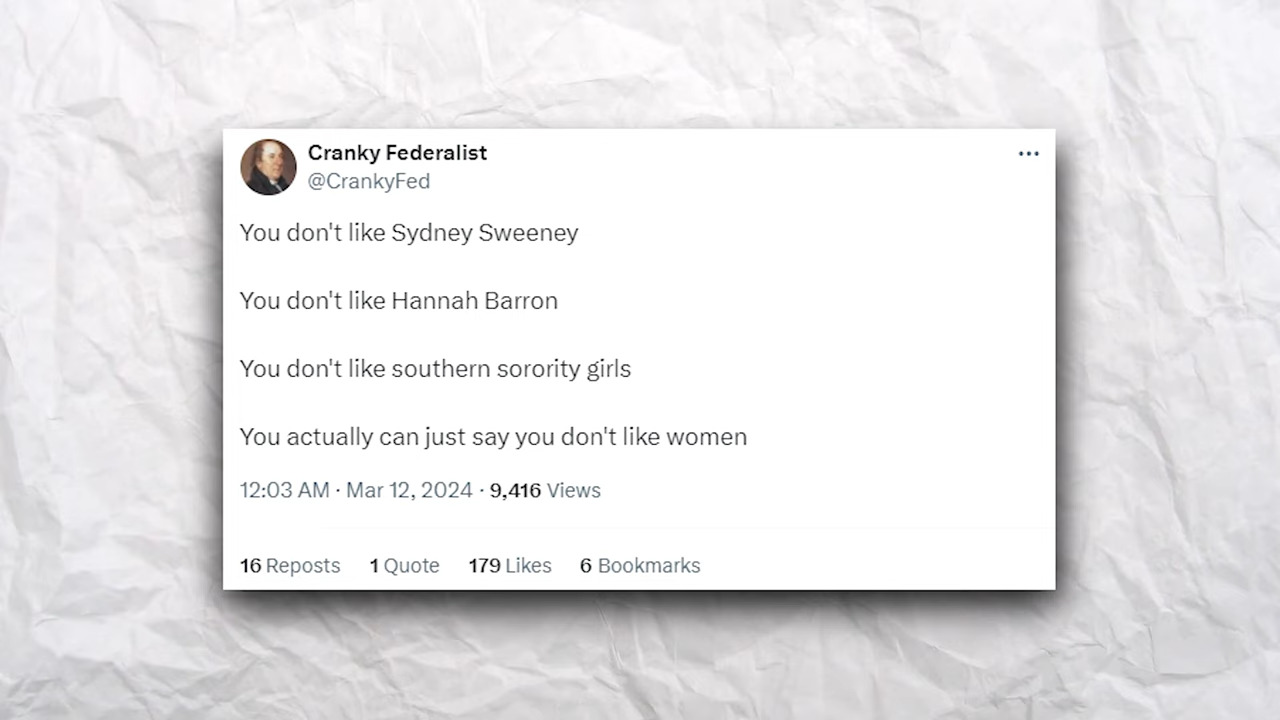 Cranky Federalist
@CrankyFed
You don't like Sydney Sweeney
You don't like Hannah Barron
You don't like southern sorority girls
You actually can just say you don't like women
12:03 AM · Mar 12, 2024 · 9,416 Views
16 Reposts 1 Quote 179 Likes 6 Bookmarks